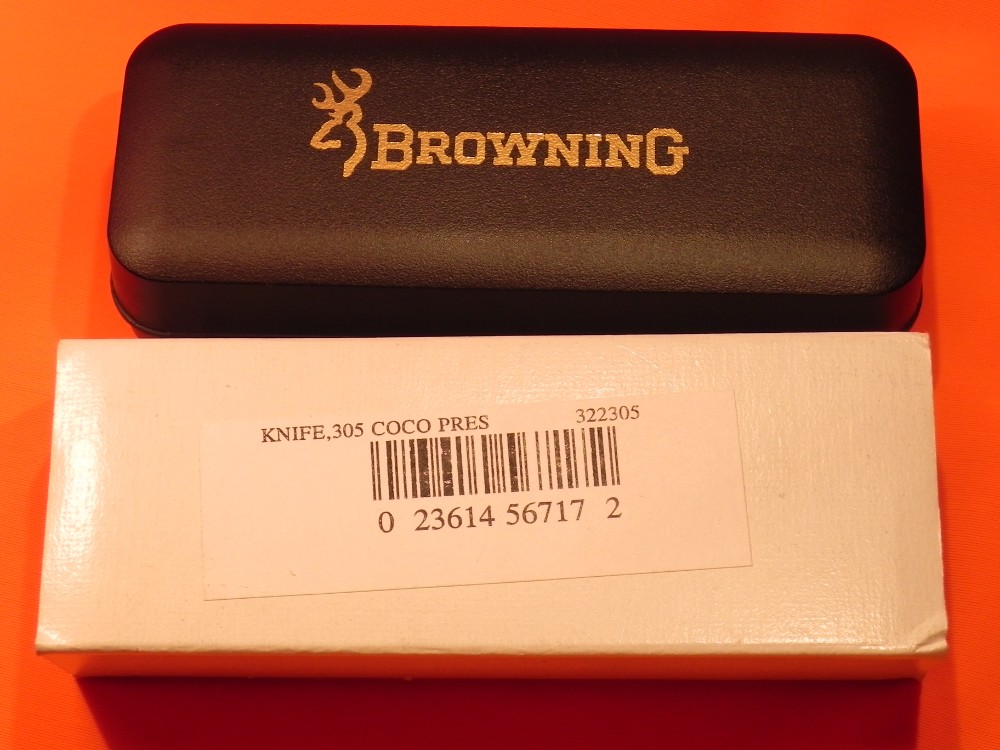 BROWNING
KNIFE,305 COCO PRES 322305
0 23614 56717 2